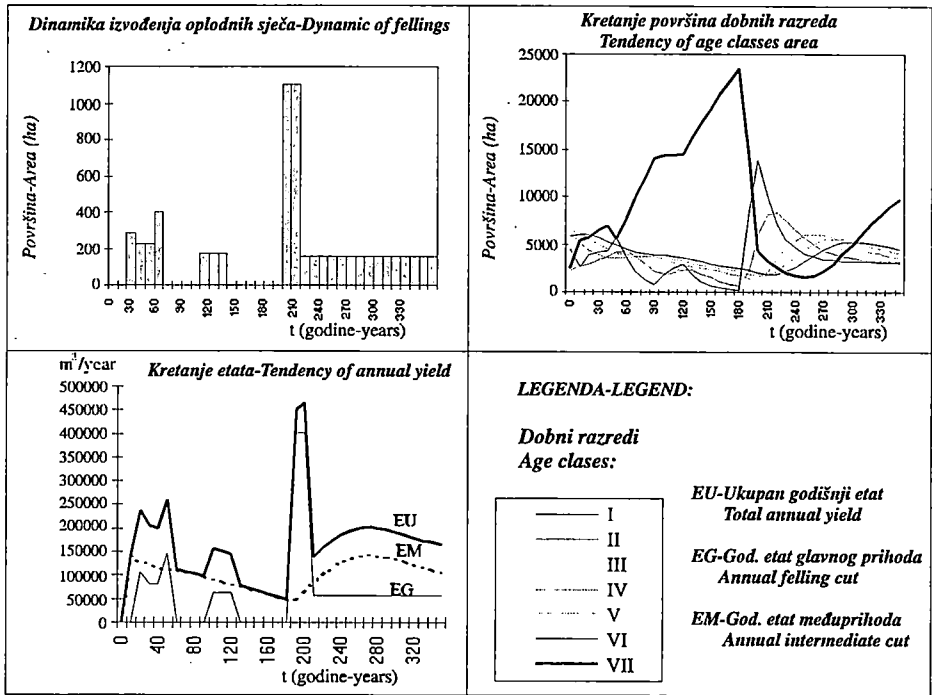 Dinamika izvođenja oplodnih sječa-Dynamic of fellings
Površina-Area (ha)
1200
1000
800
600
400
200
0
30
60
90
120
150
180
210
240
270
300
330
t (godine-years)
Kretanje površina dobnih razreda
Tendency of age classes area
Površina-Area (ha)
25000
20000
15000
10000
5000
0
0
30
60
90
120
150
180
210
240
270
300
330
t (godine-years)
m³/year
Kretanje etata-Tendency of annual yield
500000
450000
400000
350000
300000
250000
200000
150000
100000
50000
0
EU
EM
EG
0
40
80
120
160
200
240
280
320
t (godine-years)
LEGENDA-LEGEND:
Dobni razredi
Age clases:
I
II
III
IV
V
VI
VII
EU-Ukupan godišnji etat
Total annual yield
EG-God. etat glavnog prihoda
Annual felling cut
EM-God. etat međuprihoda
Annual intermediate cut